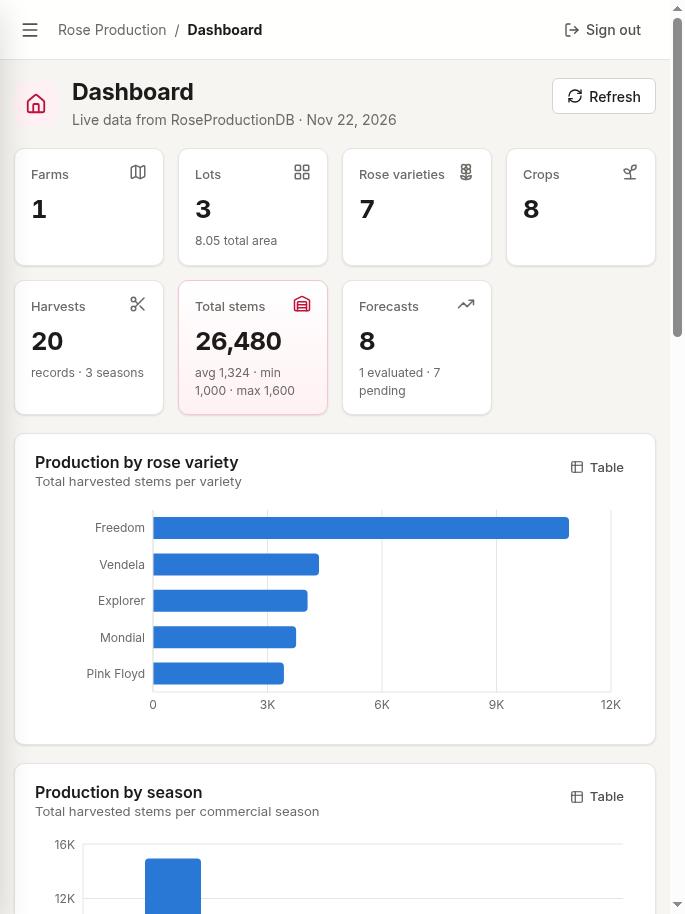 Rose Production / Dashboard
Sign out
Dashboard
Live data from RoseProductionDB · Nov 22, 2026
Refresh
Farms
1
Lots
3
8.05 total area
Rose varieties
7
Crops
8
Harvests
20
records · 3 seasons
Total stems
26,480
avg 1,324 · min
1,000 · max 1,600
Forecasts
8
1 evaluated · 7
pending
Production by rose variety
Total harvested stems per variety
Table
Freedom
Vendela
Explorer
Mondial
Pink Floyd
0 3K 6K 9K 12K
Production by season
Total harvested stems per commercial season
Table
16K
12K